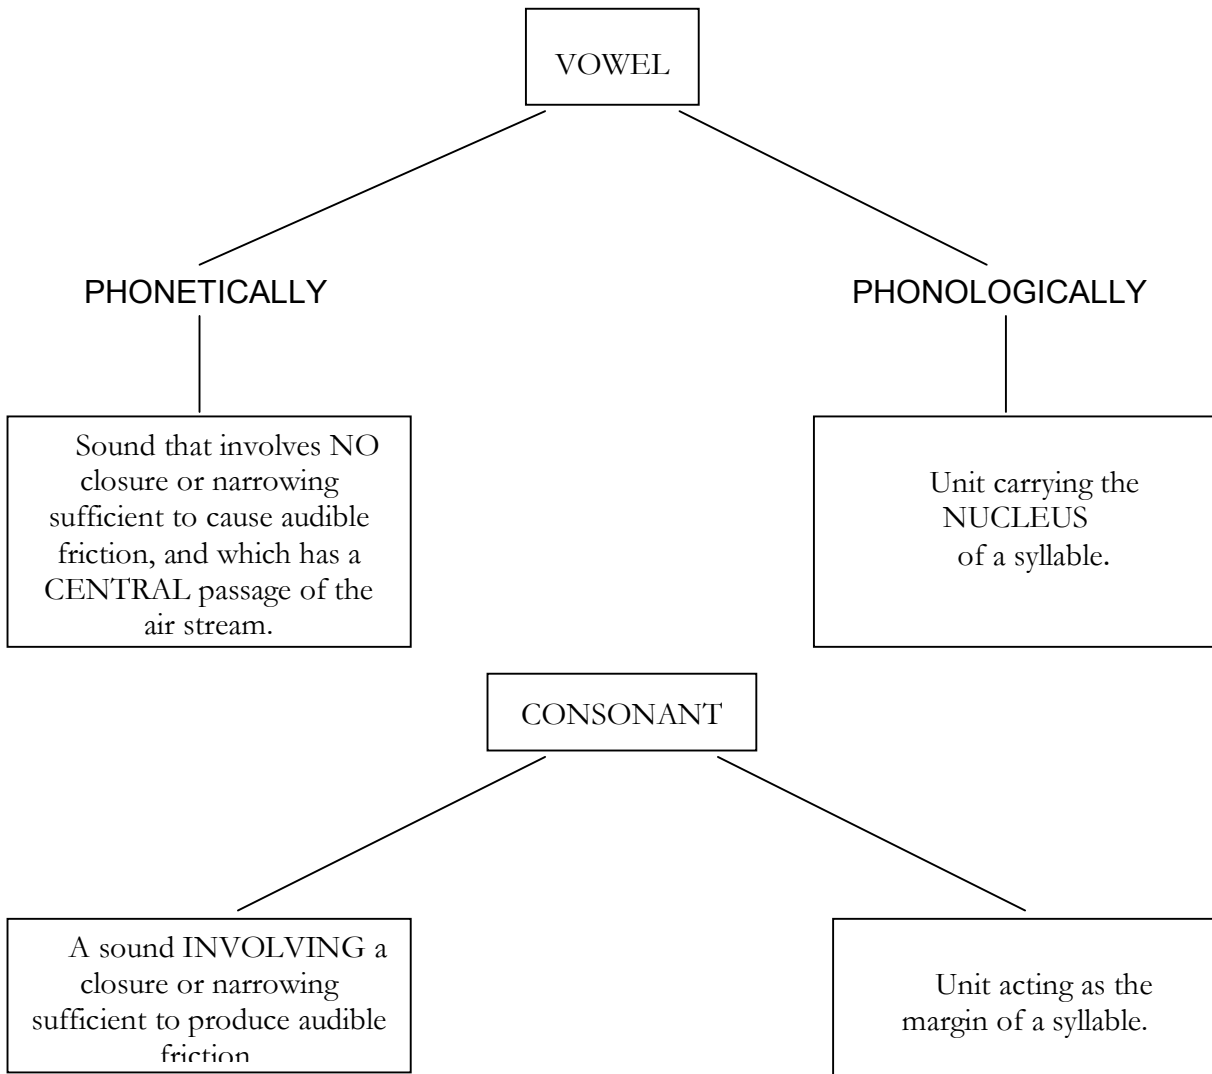 VOWEL
PHONETICALLY
PHONOLOGICALLY
Sound that involves NO
closure or narrowing
sufficient to cause audible
friction, and which has a
CENTRAL passage of the
air stream.
Unit carrying the
NUCLEUS
of a syllable.
CONSONANT
A sound INVOLVING a
closure or narrowing
sufficient to produce audible
friction
Unit acting as the
margin of a syllable.